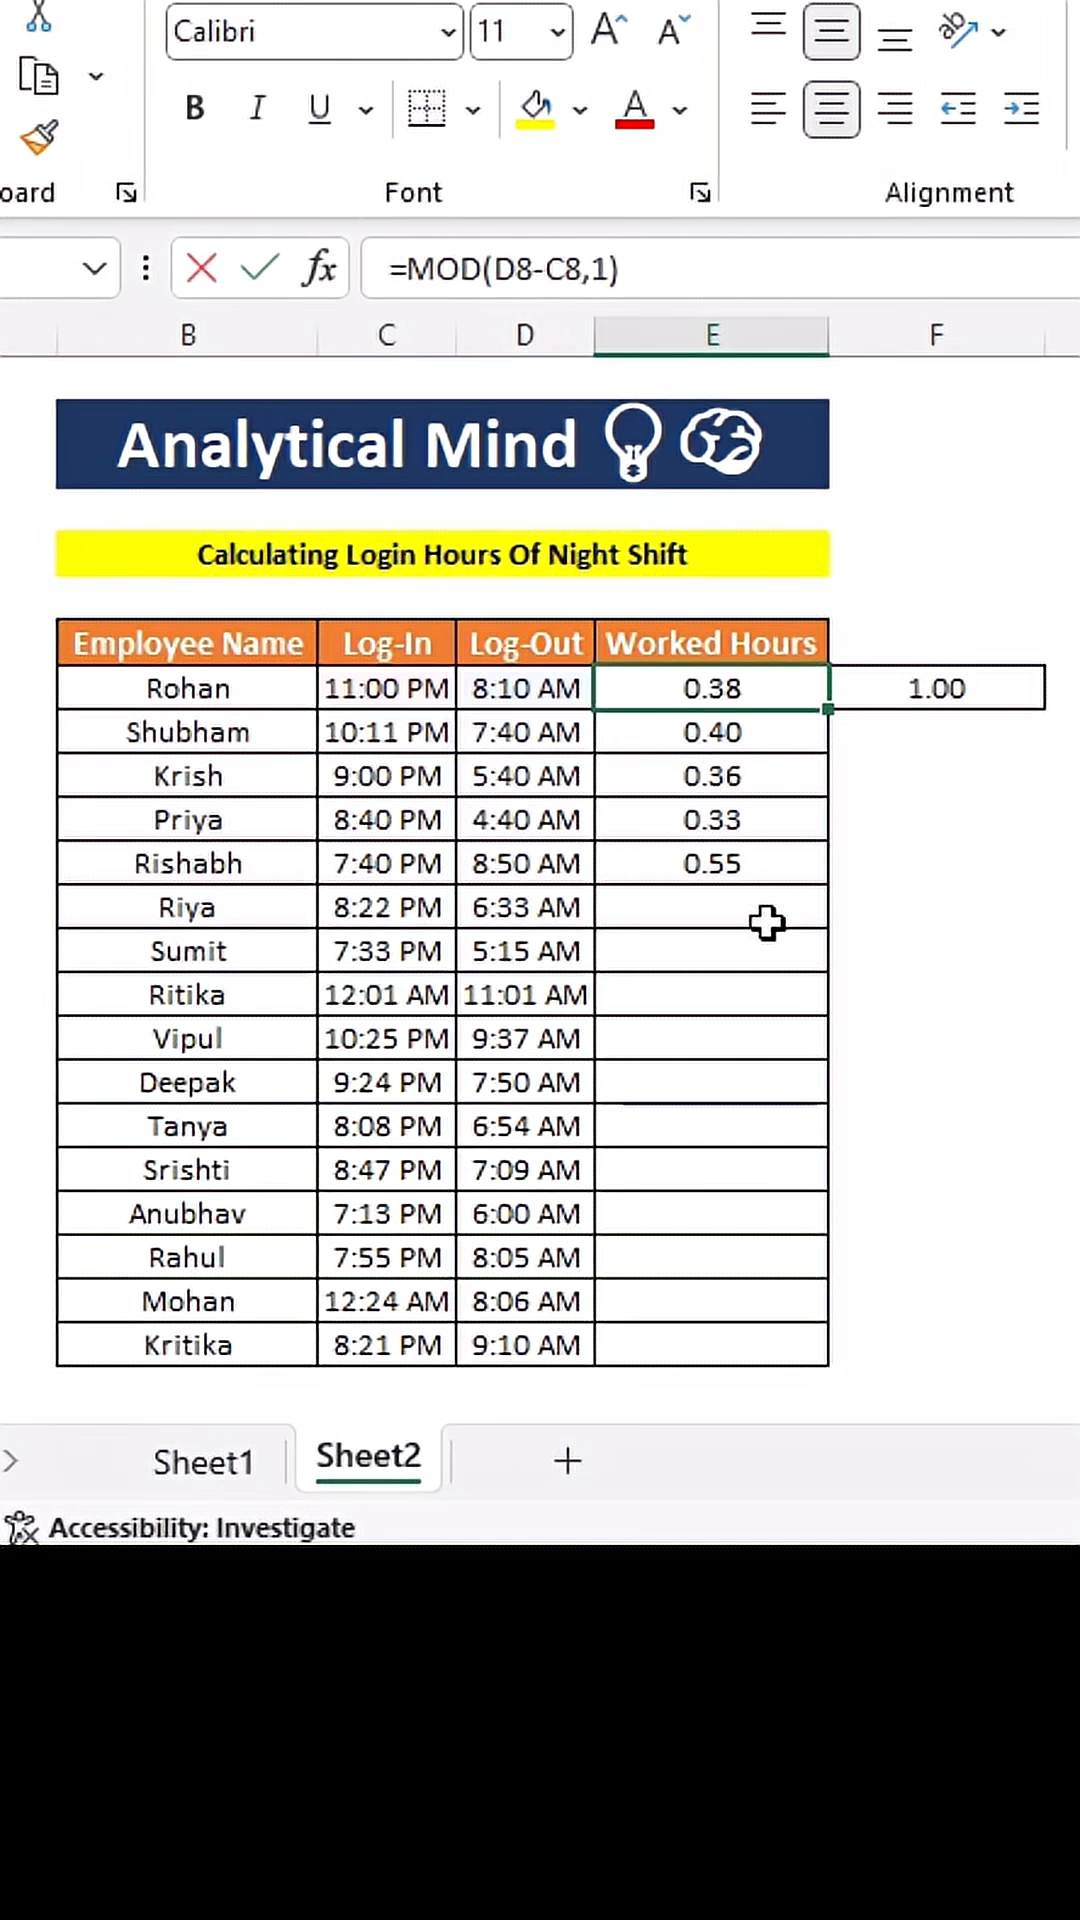 Calibri 11
B I U A
oard Font Alignment
fx =MOD(D8-C8,1)
B C D E F
Analytical Mind
Calculating Login Hours Of Night Shift
Employee Name Log-In Log-Out Worked Hours
Rohan 11:00 PM 8:10 AM 0.38 1.00
Shubham 10:11 PM 7:40 AM 0.40
Krish 9:00 PM 5:40 AM 0.36
Priya 8:40 PM 4:40 AM 0.33
Rishabh 7:40 PM 8:50 AM 0.55
Riya 8:22 PM 6:33 AM
Sumit 7:33 PM 5:15 AM
Ritika 12:01 AM 11:01 AM
Vipul 10:25 PM 9:37 AM
Deepak 9:24 PM 7:50 AM
Tanya 8:08 PM 6:54 AM
Srishti 8:47 PM 7:09 AM
Anubhav 7:13 PM 6:00 AM
Rahul 7:55 PM 8:05 AM
Mohan 12:24 AM 8:06 AM
Kritika 8:21 PM 9:10 AM
Sheet1 Sheet2
Accessibility: Investigate